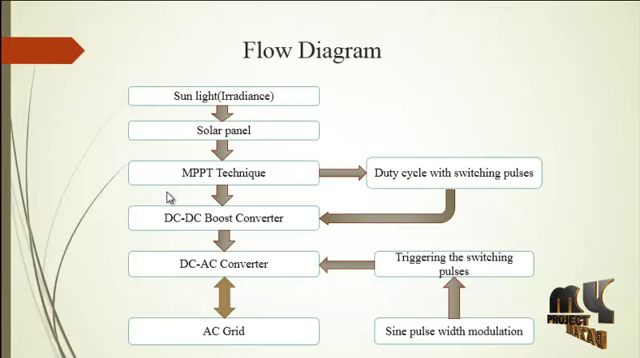 Flow Diagram
Sun light(Irradiance)
Solar panel
MPPT Technique
Duty cycle with switching pulses
DC-DC Boost Converter
DC-AC Converter
Triggering the switching
pulses
AC Grid
Sine pulse width modulation
my
PROJECT